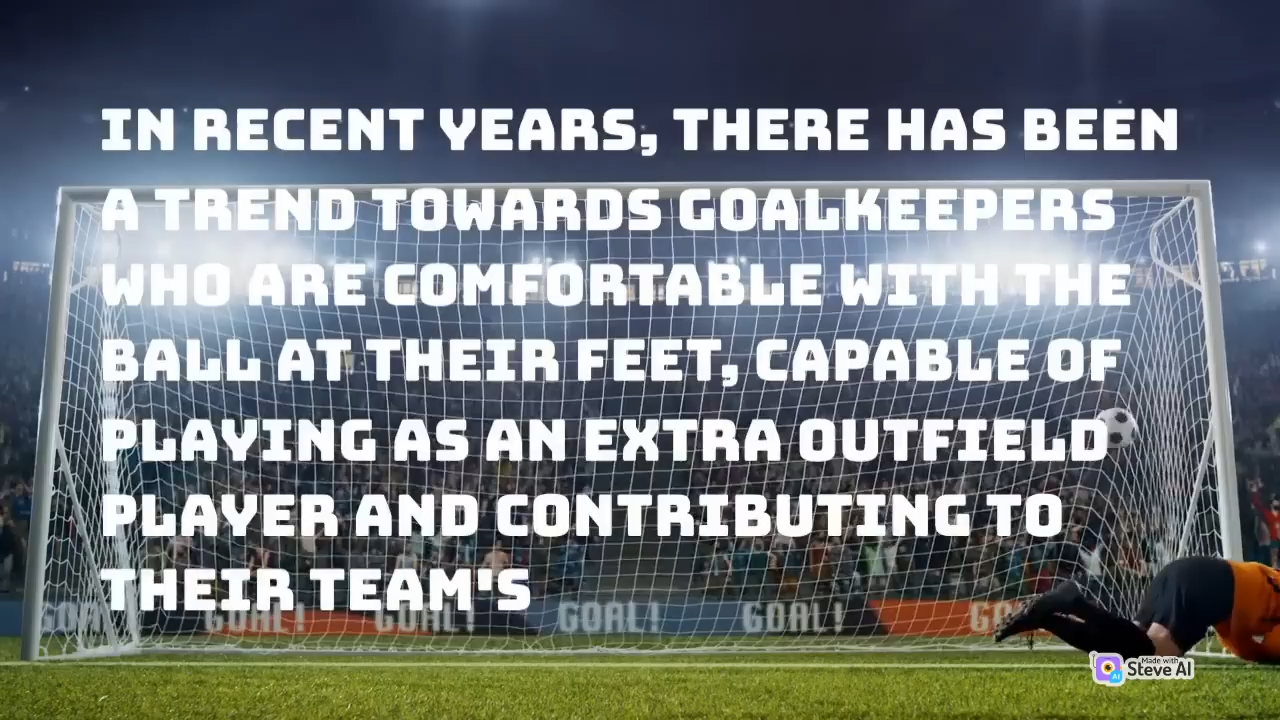 IN RECENT YEARS, THERE HAS BEEN
A TREND TOWARDS GOALKEEPERS
WHO ARE COMFORTABLE WITH THE
BALL AT THEIR FEET, CAPABLE OF
PLAYING AS AN EXTRA OUTFIELD
PLAYER AND CONTRIBUTING TO
THEIR TEAM'S
GOAL! GOAL! GOAL! GOAL!
Made with
Steve AI